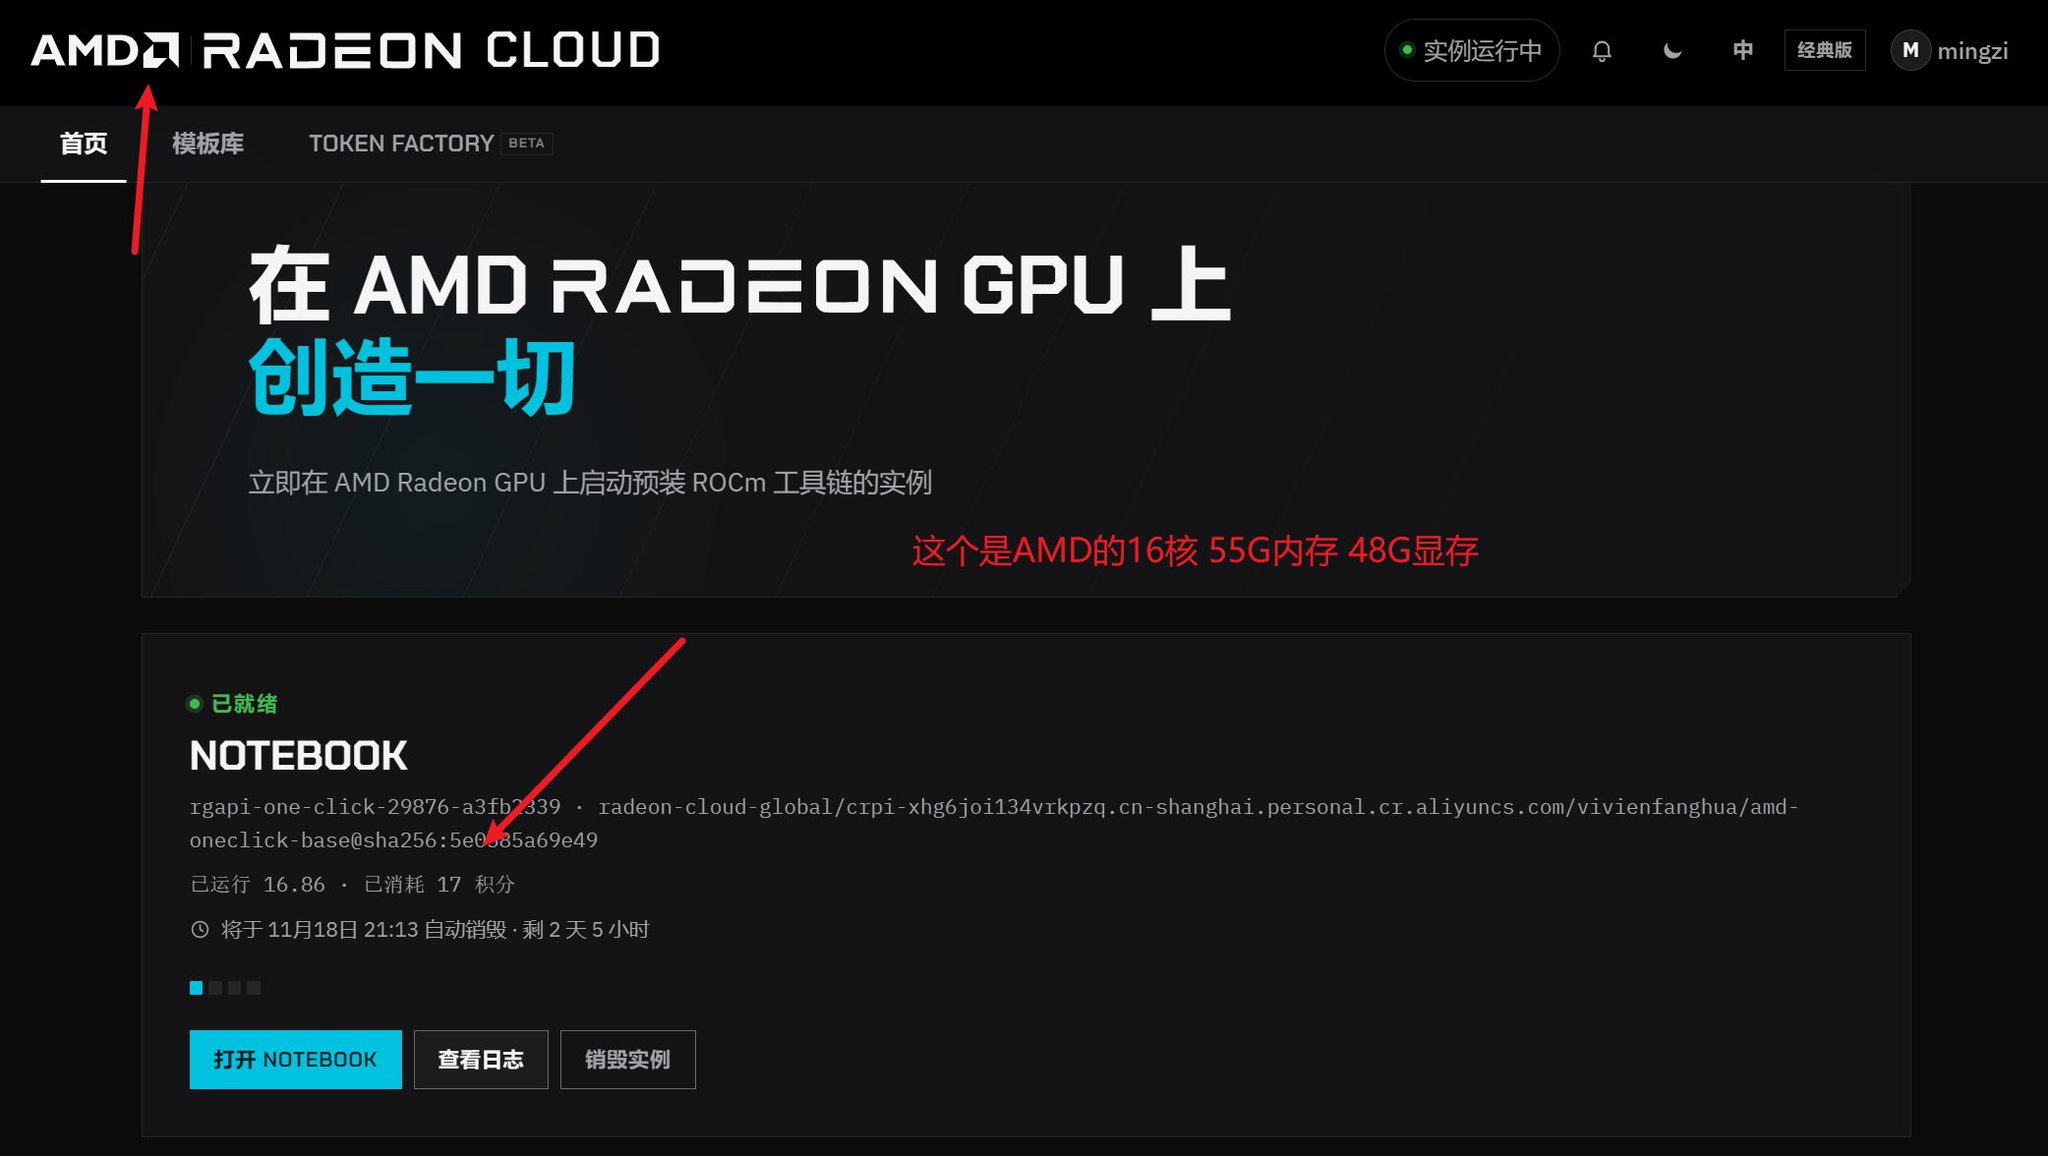 AMD RADEON CLOUD
实例运行中
中
经典版
M mingzi
首页
模板库
TOKEN FACTORY BETA
在 AMD RADEON GPU 上
创造一切
立即在 AMD Radeon GPU 上启动预装 ROCm 工具链的实例
这个是AMD的16核 55G内存 48G显存
已就绪
NOTEBOOK
rgapi-one-click-29876-a3fb2339 · radeon-cloud-global/crpi-xhg6joi134vrkpzq.cn-shanghai.personal.cr.aliyuncs.com/vivienfanghua/amd-
oneclick-base@sha256:5e0885a69e49
已运行 16.86 · 已消耗 17 积分
将于 11月18日 21:13 自动销毁 · 剩 2 天 5 小时
打开 NOTEBOOK
查看日志
销毁实例